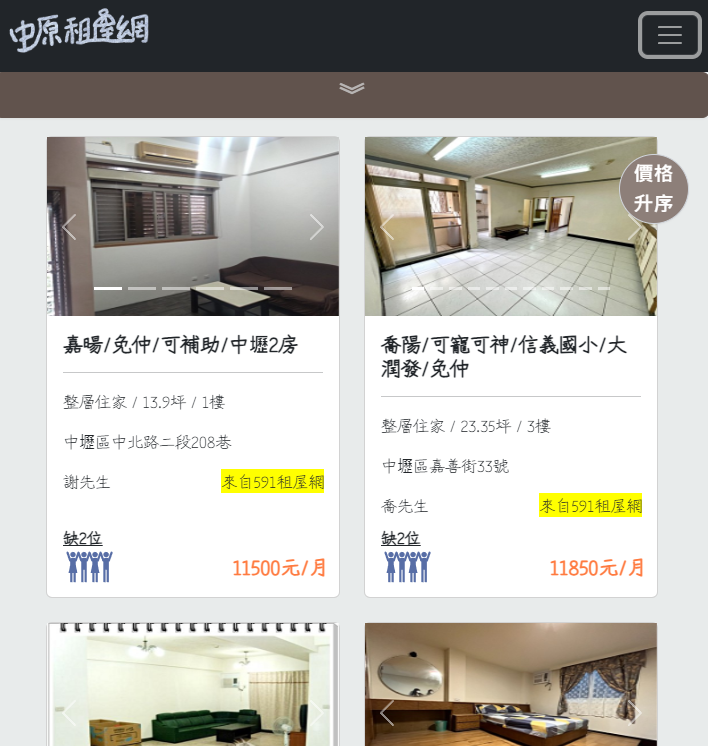 中原租屋網
價格
升序
嘉暘/免仲/可補助/中壢2房
整層住家 / 13.9坪 / 1樓
中壢區中北路二段208巷
謝先生
來自591租屋網
缺2位
11500元/月
喬陽/可寵可神/信義國小/大
潤發/免仲
整層住家 / 23.35坪 / 3樓
中壢區嘉善街33號
喬先生
來自591租屋網
缺2位
11850元/月